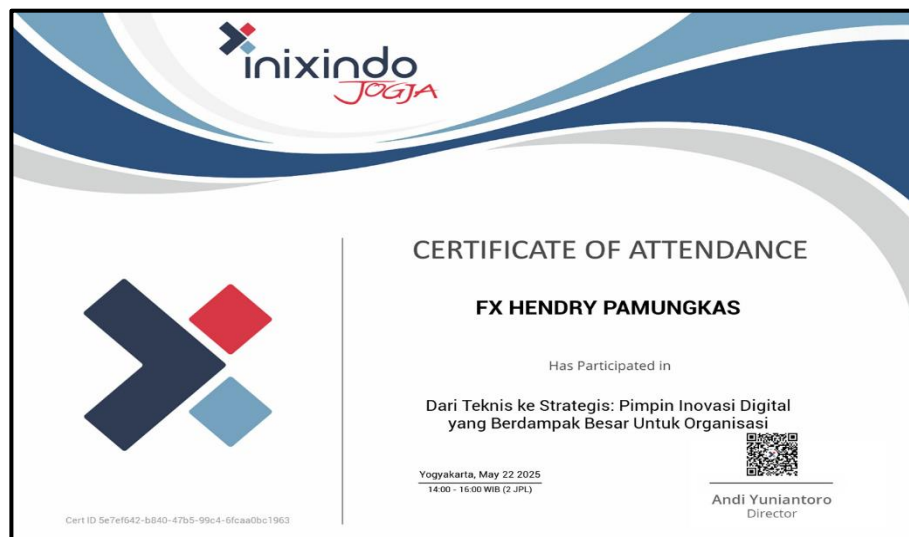 inixindo
JOGJA
CERTIFICATE OF ATTENDANCE
FX HENDRY PAMUNGKAS
Has Participated in
Dari Teknis ke Strategis: Pimpin Inovasi Digital
yang Berdampak Besar Untuk Organisasi
Yogyakarta, May 22 2025
14:00 - 16:00 WIB (2 JPL)
Andi Yuniantoro
Director
Cert ID 5e7ef642-b840-47b5-99c4-6fcaa0bc1963